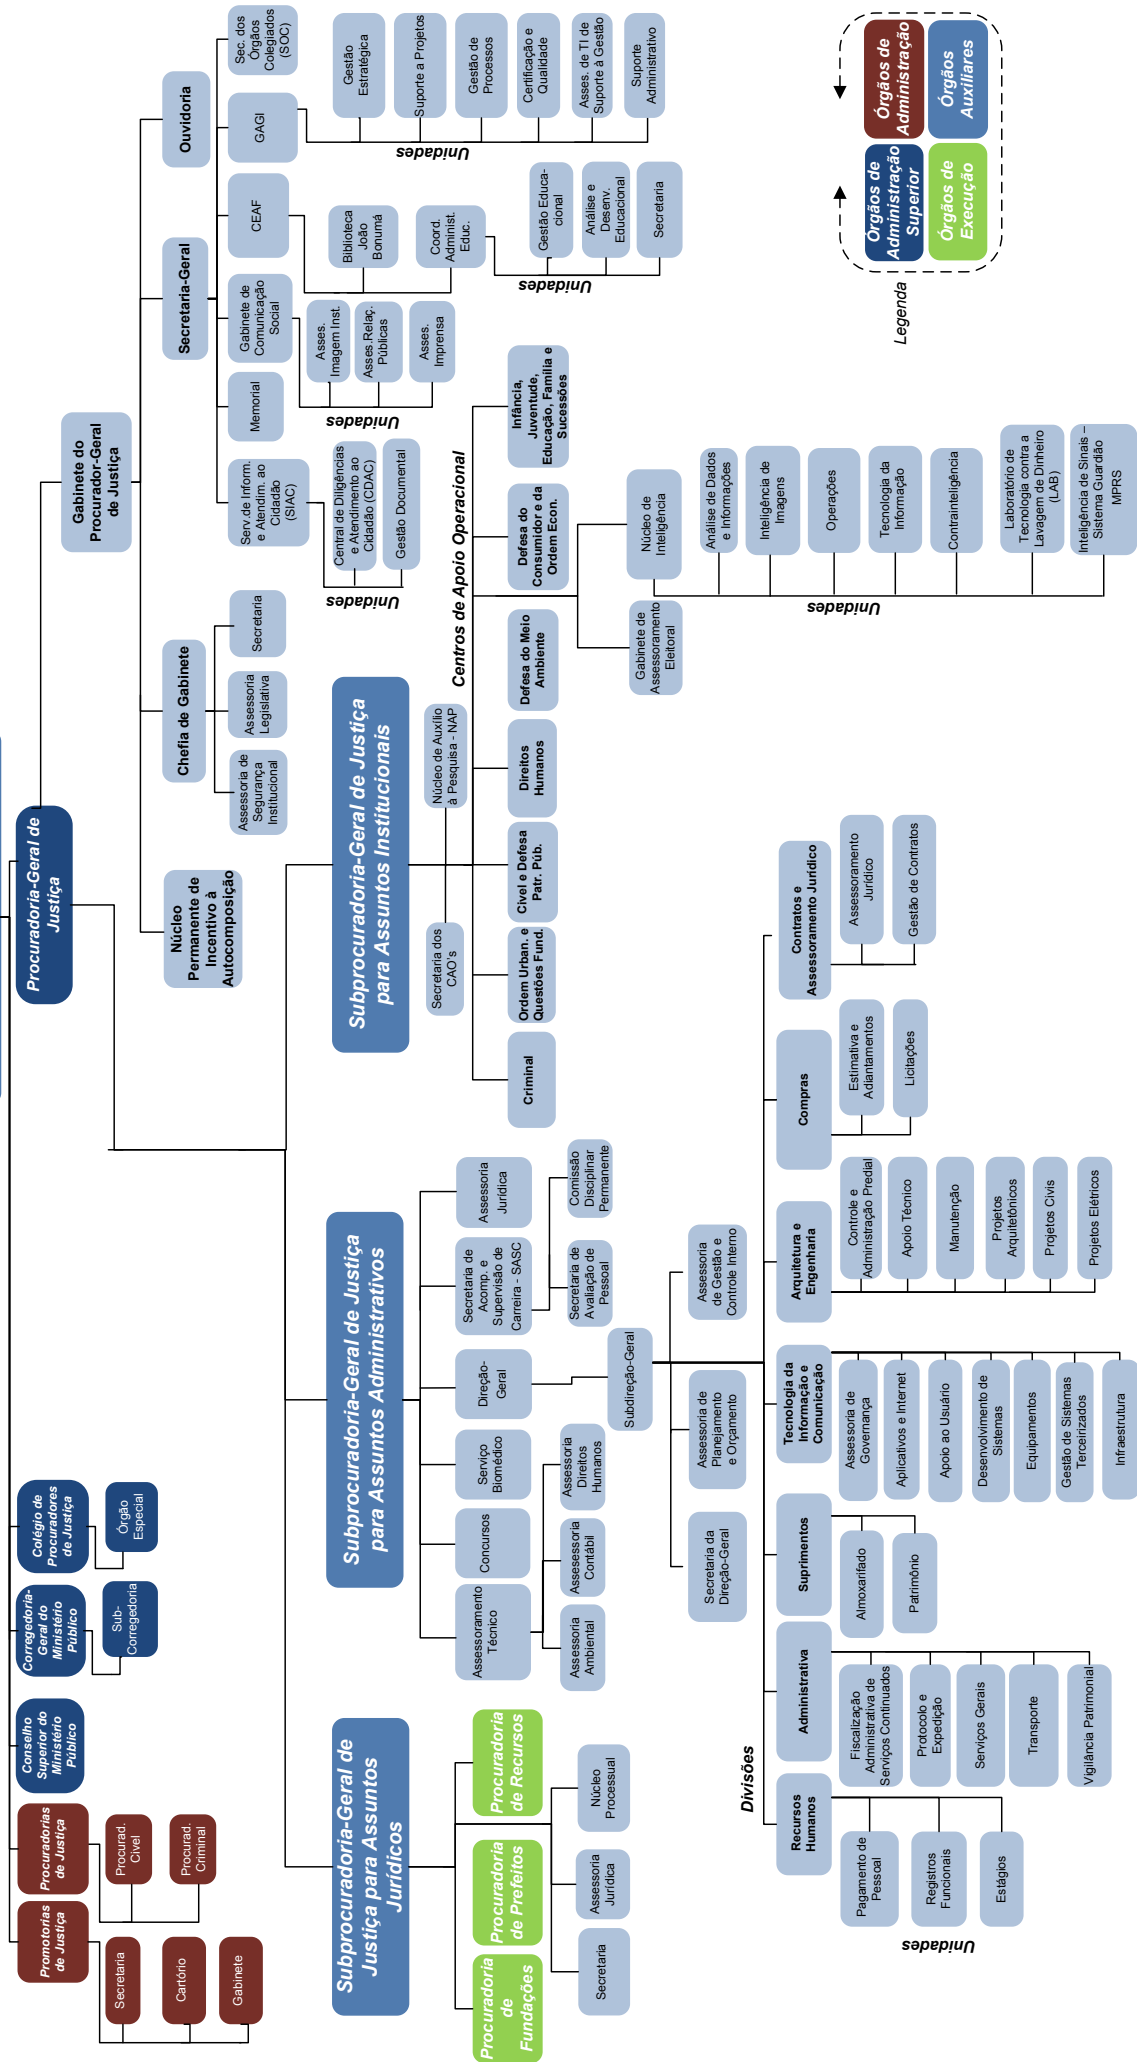 Promotorias
de Justiça
Secretaria
Cartório
Gabinete
Procuradorias
de Justiça
Procurad.
Cível
Procurad.
Criminal
Conselho
Superior do
Ministério
Público
Corregedoria-
Geral do
Ministério
Público
Sub-
Corregedoria
Colégio de
Procuradores
de Justiça
Órgão
Especial
Procuradoria-Geral de
Justiça
Gabinete do
Procurador-Geral
de Justiça
Núcleo
Permanente de
Incentivo à
Autocomposição
Chefia de Gabinete
Assessoria de
Segurança
Institucional
Assessoria
Legislativa
Secretaria
Secretaria-Geral
Ouvidoria
Serv.de Inform.
e Atendim. ao
Cidadão
(SIAC)
Central de Diligências
e Atendimento ao
Cidadão (CDAC)
Gestão Documental
Unidades
Memorial
Gabinete de
Comunicação
Social
Asses.
Imagem Inst.
Asses.Relaç.
Públicas
Asses.
Imprensa
Unidades
CEAF
Biblioteca
João
Bonumá
Coord.
Administ.
Educ.
Gestão Educa-
cional
Análise e
Desenv.
Educacional
Secretaria
Unidades
GAGI
Gestão
Estratégica
Suporte a Projetos
Gestão de
Processos
Certificação e
Qualidade
Asses. de TI de
Suporte à Gestão
Suporte
Administrativo
Unidades
Sec. dos
Órgãos
Colegiados
(SOC)
Subprocuradoria-Geral de
Justiça para Assuntos
Jurídicos
Procuradoria
de
Fundações
Procuradoria
de Prefeitos
Procuradoria
de Recursos
Secretaria
Assessoria
Jurídica
Núcleo
Processual
Subprocuradoria-Geral de Justiça
para Assuntos Administrativos
Assessoramento
Técnico
Concursos
Serviço
Biomédico
Direção-
Geral
Secretaria de
Acomp. e
Supervisão de
Carreira - SASC
Assessoria
Jurídica
Assessoria
Ambiental
Assessessoria
Contábil
Assessoria
Direitos
Humanos
Secretaria de
Avaliação de
Pessoal
Comissão
Disciplinar
Permanente
Subdireção-Geral
Secretaria da
Direção-Geral
Assessoria de
Planejamento
e Orçamento
Assessoria
de Gestão e
Controle Interno
Divisões
Recursos
Humanos
Pagamento de
Pessoal
Registros
Funcionais
Estágios
Unidades
Administrativa
Fiscalização
Administrativa de
Serviços Continuados
Protocolo e
Expedição
Serviços Gerais
Transporte
Vigilância Patrimonial
Suprimentos
Almoxarifado
Patrimônio
Tecnologia da
Informação e
Comunicação
Assessoria de
Governança
Aplicativos e Internet
Apoio ao Usuário
Desenvolvimento de
Sistemas
Equipamentos
Gestão de Sistemas
Terceirizados
Infraestrutura
Arquitetura e
Engenharia
Controle e
Administração Predial
Apoio Técnico
Manutenção
Projetos
Arquitetônicos
Projetos Civis
Projetos Elétricos
Compras
Estimativa e
Adiantamentos
Licitações
Contratos e
Assessoramento Jurídico
Assessoramento
Jurídico
Gestão de Contratos
Subprocuradoria-Geral de Justiça
para Assuntos Institucionais
Secretaria dos
CAO's
Núcleo de Auxílio
à Pesquisa - NAP
Centros de Apoio Operacional
Criminal
Ordem Urban. e
Questões Fund.
Cível e Defesa
Patr. Púb.
Direitos
Humanos
Defesa do Meio
Ambiente
Defesa do
Consumidor e da
Ordem Econ.
Infância,
Juventude,
Educação, Família e
Sucessões
Gabinete de
Assessoramento
Eleitoral
Núcleo de
Inteligência
Análise de Dados
e Informações
Inteligência de
Imagens
Operações
Tecnologia da
Informação
Contrainteligência
Laboratório de
Tecnologia contra a
Lavagem de Dinheiro
(LAB)
Inteligência de Sinais –
Sistema Guardião
MPRS
Unidades
Legenda
Órgãos de
Administração
Superior
Órgãos de
Administração
Órgãos de
Execução
Órgãos
Auxiliares